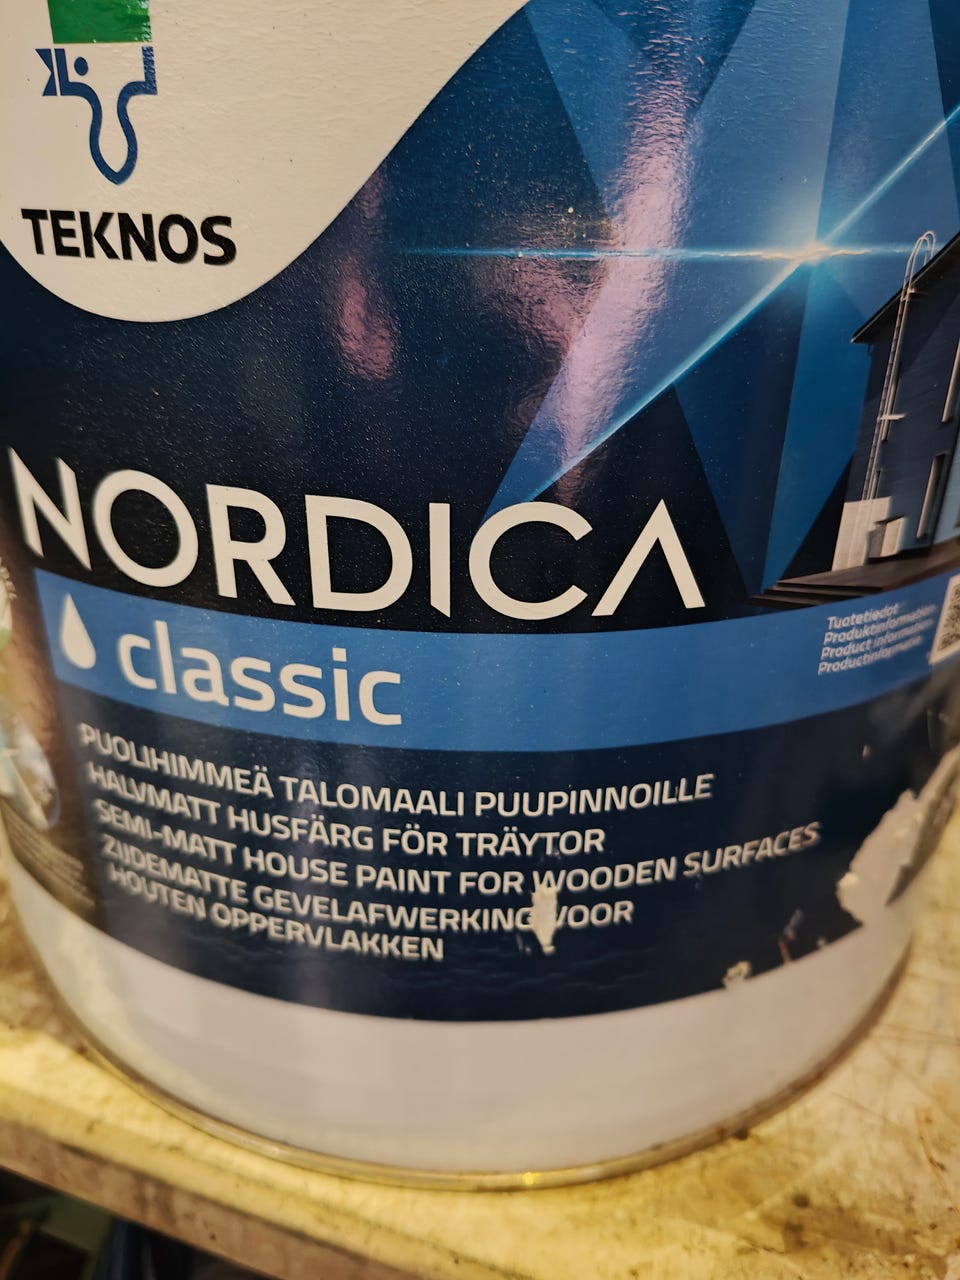 TEKNOS
NORDICA
classic
Tuotetiedot
Produktinformation
Product information
Productinformatie
PUOLIHIMMEÄ TALOMAALI PUUPINNOILLE
HALVMATT HUSFÄRG FÖR TRÄYTOR
SEMI-MATT HOUSE PAINT FOR WOODEN SURFACES
ZIJDEMATTE GEVELAFWERKING VOOR
HOUTEN OPPERVLAKKEN